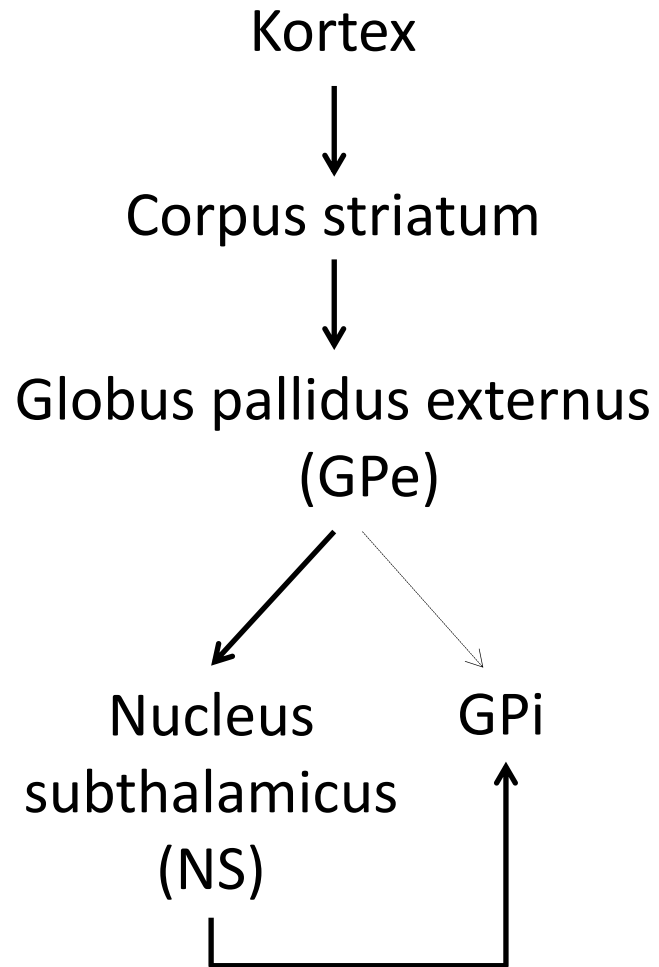 Kortex
Corpus striatum
Globus pallidus externus
(GPe)
Nucleus
subthalamicus
(NS)
GPi